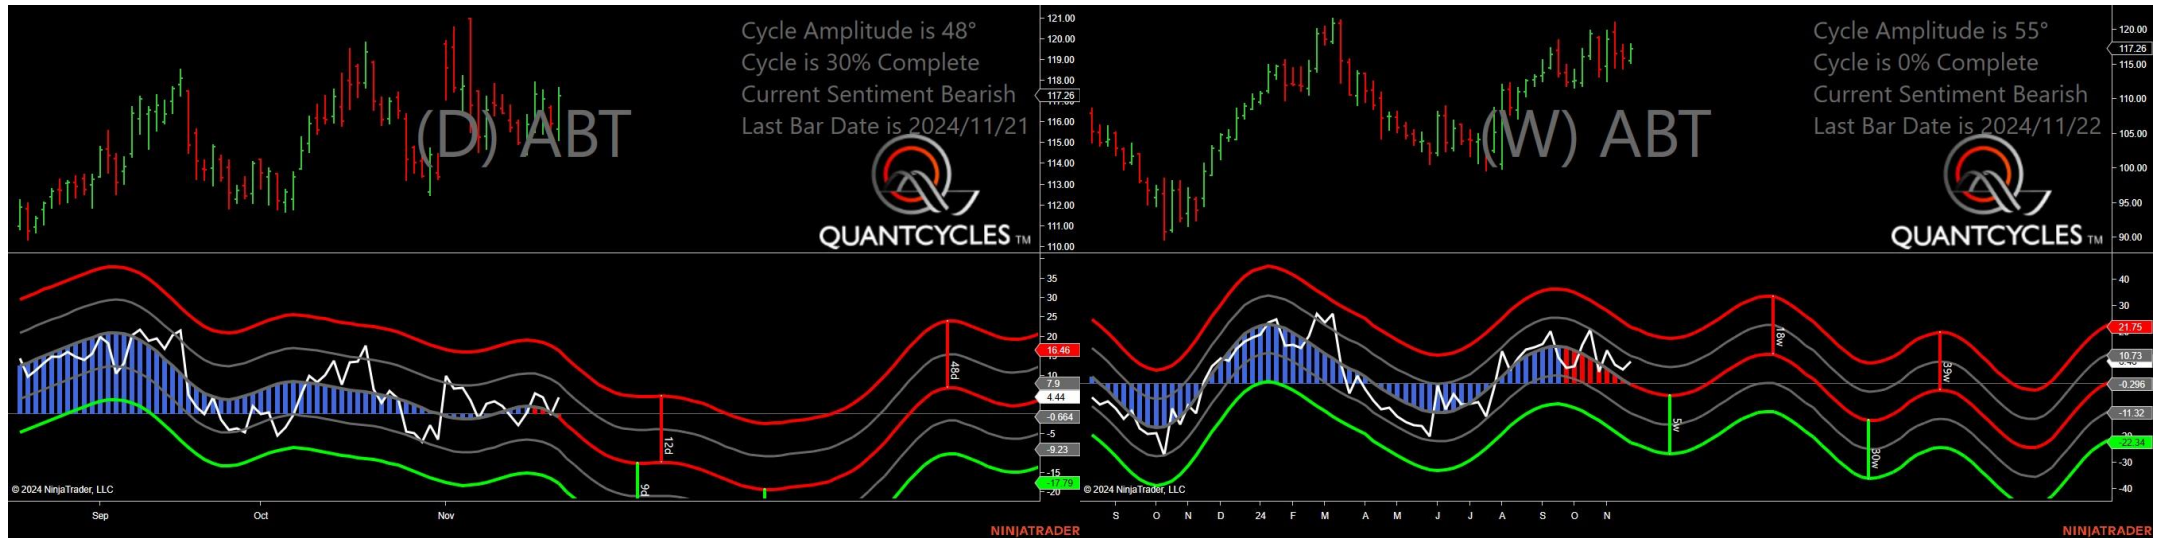 Cycle Amplitude is 48°
Cycle is 30% Complete
Current Sentiment Bearish
Last Bar Date is 2024/11/21
(D) ABT
QUANTCYCLES TM
121.00
120.00
119.00
118.00
117.26
116.00
115.00
114.00
113.00
112.00
111.00
110.00
35
30
25
20
16.46
10
7.9
4.44
-0.664
-5
-9.23
-15
-17.79
-20
48d
12d
9d
© 2024 NinjaTrader, LLC
Sep Oct Nov
NINJATRADER
Cycle Amplitude is 55°
Cycle is 0% Complete
Current Sentiment Bearish
Last Bar Date is 2024/11/22
(W) ABT
QUANTCYCLES TM
120.00
117.26
115.00
110.00
105.00
100.00
95.00
90.00
40
30
21.75
10.73
-0.296
-11.32
-22.34
-30
-40
18w
39w
5w
30w
© 2024 NinjaTrader, LLC
S O N D 24 F M A M J J A S O N
NINJATRADER